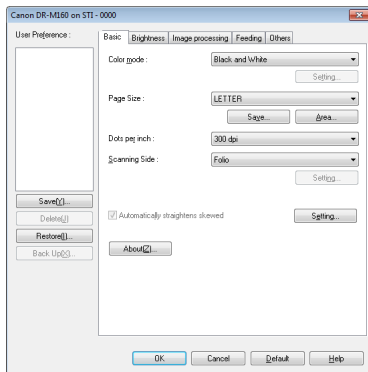 Canon DR-M160 on STI - 0000
User Preference :
Basic Brightness Image processing Feeding Others
Color mode :
Black and White
Setting...
Page Size :
LETTER
Save...
Area...
Dots per inch :
300 dpi
Scanning Side :
Folio
Setting...
Save(Y)...
Delete(J)
Restore(I)...
Back Up(X)...
Automatically straightens skewed
Setting...
About(Z)...
OK
Cancel
Default
Help